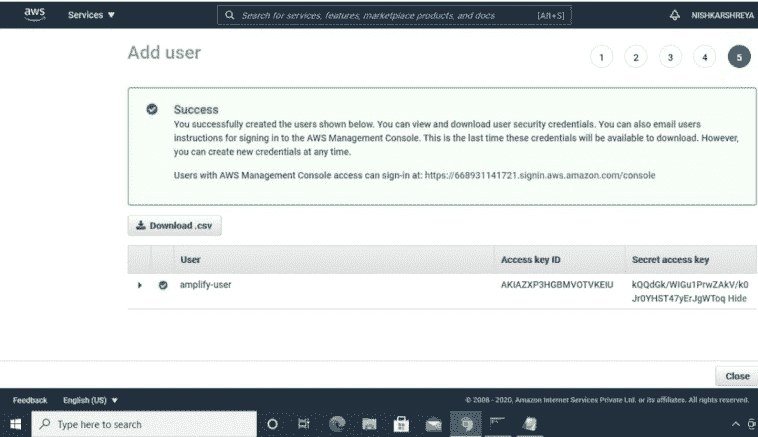 aws Services Search for services, features, marketplace products, and docs [Alt+S] NISHKARSHREYA
Add user
1 2 3 4 5
Success
You successfully created the users shown below. You can view and download user security credentials. You can also email users
instructions for signing in to the AWS Management Console. This is the last time these credentials will be available to download. However,
you can create new credentials at any time.
Users with AWS Management Console access can sign-in at: https://668931141721.signin.aws.amazon.com/console
Download .csv
User Access key ID Secret access key
amplify-user AKIAZXP3HGBMVOTVKEIU
Hide
Close
Feedback English (US) © 2008 - 2020, Amazon Internet Services Private Ltd. or its affiliates. All rights reserved.
Type here to search